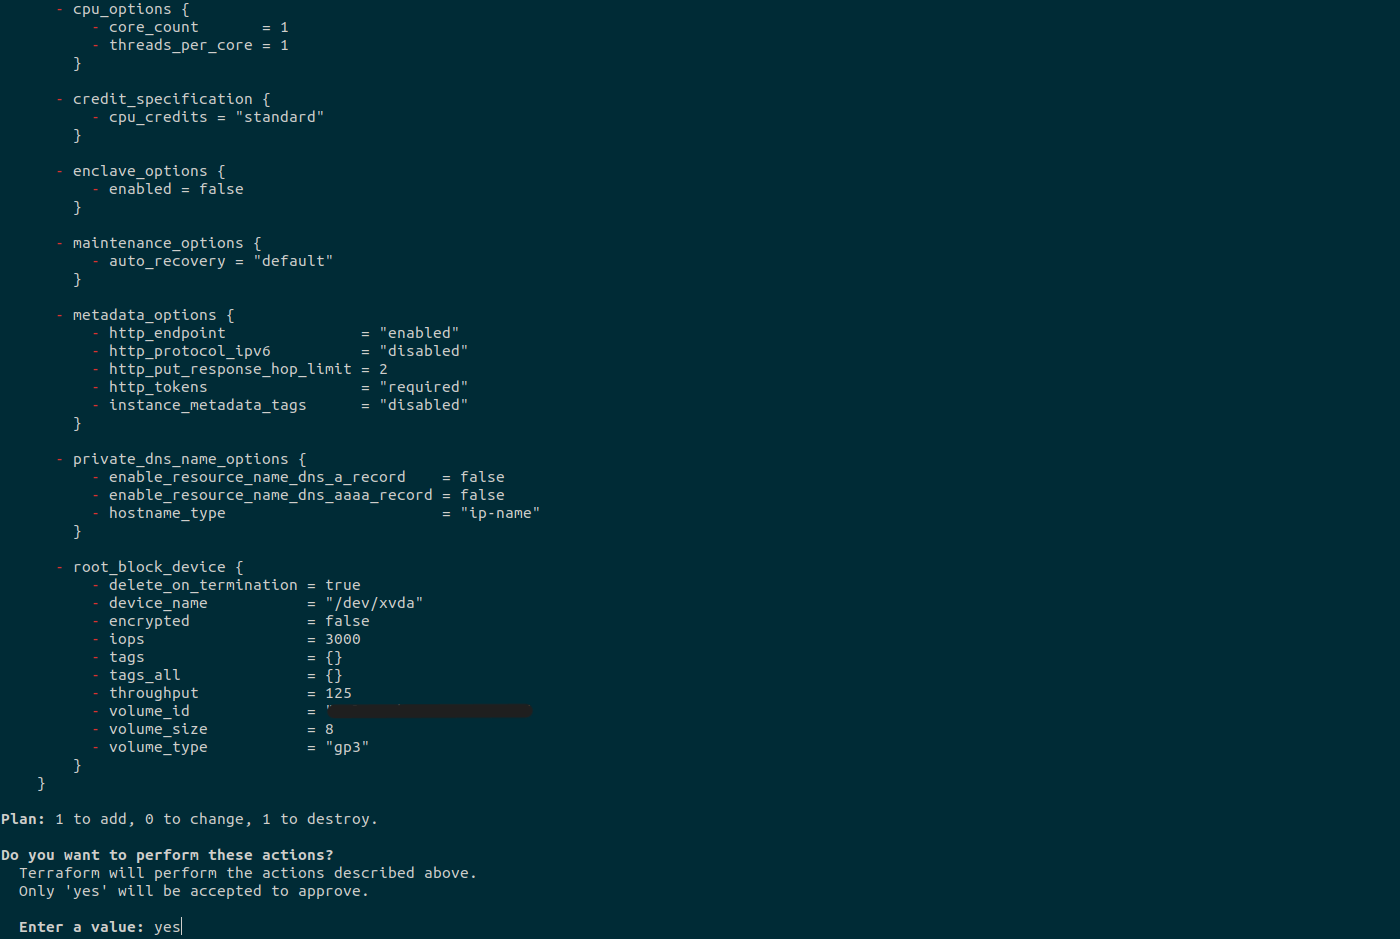 - cpu_options {
- core_count = 1
- threads_per_core = 1
}
- credit_specification {
- cpu_credits = "standard"
}
- enclave_options {
- enabled = false
}
- maintenance_options {
- auto_recovery = "default"
}
- metadata_options {
- http_endpoint = "enabled"
- http_protocol_ipv6 = "disabled"
- http_put_response_hop_limit = 2
- http_tokens = "required"
- instance_metadata_tags = "disabled"
}
- private_dns_name_options {
- enable_resource_name_dns_a_record = false
- enable_resource_name_dns_aaaa_record = false
- hostname_type = "ip-name"
}
- root_block_device {
- delete_on_termination = true
- device_name = "/dev/xvda"
- encrypted = false
- iops = 3000
- tags = {}
- tags_all = {}
- throughput = 125
- volume_id = "
- volume_size = 8
- volume_type = "gp3"
}
}
Plan: 1 to add, 0 to change, 1 to destroy.
Do you want to perform these actions?
Terraform will perform the actions described above.
Only 'yes' will be accepted to approve.
Enter a value: yes